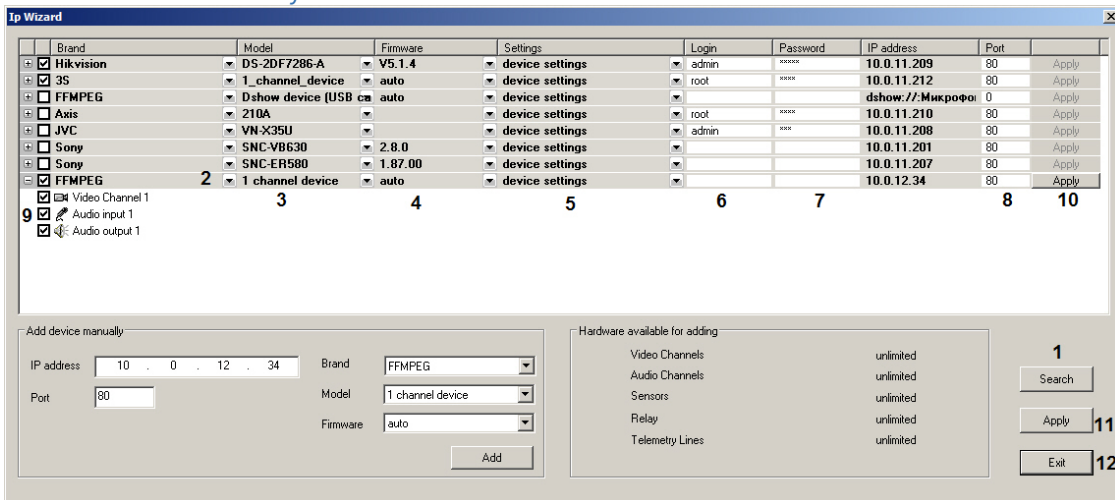 Ip Wizard
Brand Model Firmware Settings Login Password IP address Port
Hikvision DS-2DF7286-A V5.1.4 device settings admin ××××× 10.0.11.209 80 Apply
3S 1_channel_device auto device settings root ×××× 10.0.11.212 80 Apply
FFMPEG Dshow device (USB ca auto device settings dshow://:Микрофон 0 Apply
Axis 210A device settings root ×××× 10.0.11.210 80 Apply
JVC VN-X35U device settings admin ××× 10.0.11.208 80 Apply
Sony SNC-VB630 2.8.0 device settings 10.0.11.201 80 Apply
Sony SNC-ER580 1.87.00 device settings 10.0.11.207 80 Apply
FFMPEG 2 1 channel device auto device settings 10.0.12.34 80 Apply
Video Channel 1 3 4 5 6 7 8 10
9 Audio input 1
Audio output 1
Add device manually
IP address 10 . 0 . 12 . 34 Brand FFMPEG
Port 80 Model 1 channel device
Firmware auto
Add
Hardware available for adding
Video Channels unlimited
Audio Channels unlimited
Sensors unlimited
Relay unlimited
Telemetry Lines unlimited
1
Search
Apply 11
Exit 12